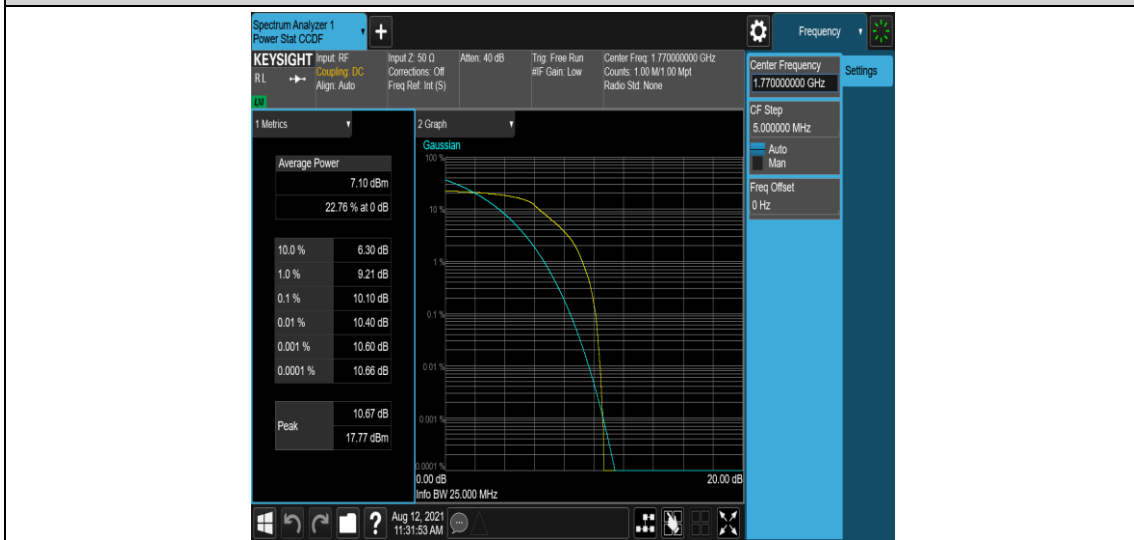 Spectrum Analyzer 1
Power Stat CCDF
Frequency
KEYSIGHT
RL
LXI
Input: RF
Coupling: DC
Align: Auto
Input Z: 50 Ω
Corrections: Off
Freq Ref: Int (S)
Atten: 40 dB
Trig: Free Run
#IF Gain: Low
Center Freq: 1.770000000 GHz
Counts: 1.00 M/1.00 Mpt
Radio Std: None
Center Frequency
1.770000000 GHz
Settings
CF Step
5.000000 MHz
Auto
Man
Freq Offset
0 Hz
1 Metrics
Average Power
7.10 dBm
22.76 % at 0 dB
10.0 % 6.30 dB
1.0 % 9.21 dB
0.1 % 10.10 dB
0.01 % 10.40 dB
0.001 % 10.60 dB
0.0001 % 10.66 dB
Peak
10.67 dB
17.77 dBm
2 Graph
Gaussian
100 %
10 %
1 %
0.1 %
0.01 %
0.001 %
0.0001 %
0.00 dB
20.00 dB
Info BW 25.000 MHz
?
Aug 12, 2021
11:31:53 AM